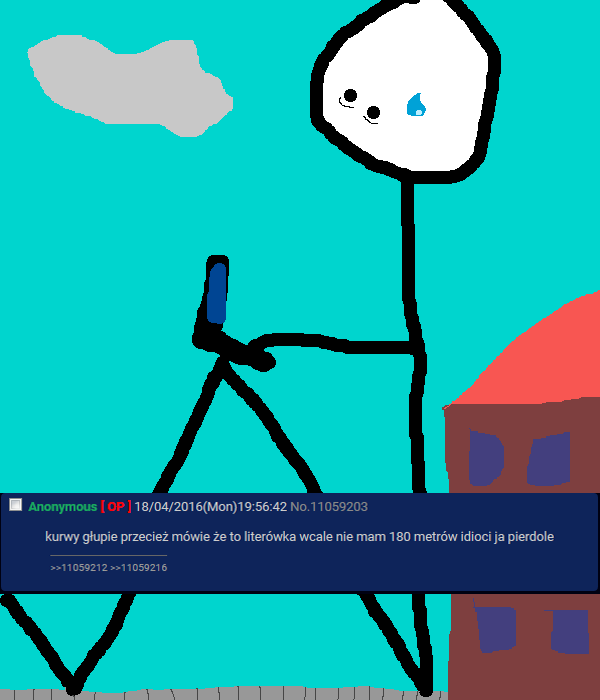 Anonymous [ OP ] 18/04/2016(Mon)19:56:42 No.11059203
kurwy głupie przecież mówie że to literówka wcale nie mam 180 metrów idioci ja pierdole
>>11059212 >>11059216